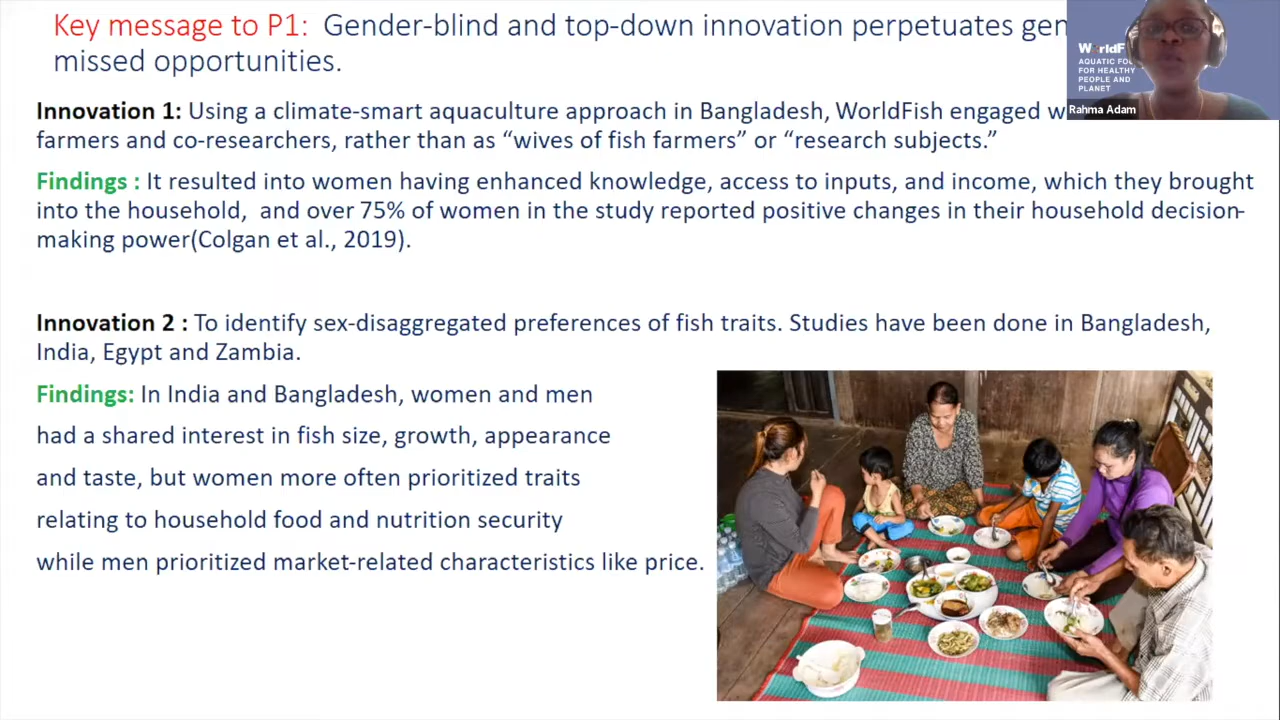 Key message to P1: Gender-blind and top-down innovation perpetuates
missed opportunities.
WorldF
AQUATIC
FOR HEALTHY
PEOPLE AND
PLANET
Rahma Adam
Innovation 1: Using a climate-smart aquaculture approach in Bangladesh, WorldFish engaged
farmers and co-researchers, rather than as “wives of fish farmers” or “research subjects.”
Findings : It resulted into women having enhanced knowledge, access to inputs, and income, which they brought
into the household, and over 75% of women in the study reported positive changes in their household decision-
making power(Colgan et al., 2019).
Innovation 2 : To identify sex-disaggregated preferences of fish traits. Studies have been done in Bangladesh,
India, Egypt and Zambia.
Findings: In India and Bangladesh, women and men
had a shared interest in fish size, growth, appearance
and taste, but women more often prioritized traits
relating to household food and nutrition security
while men prioritized market-related characteristics like price.